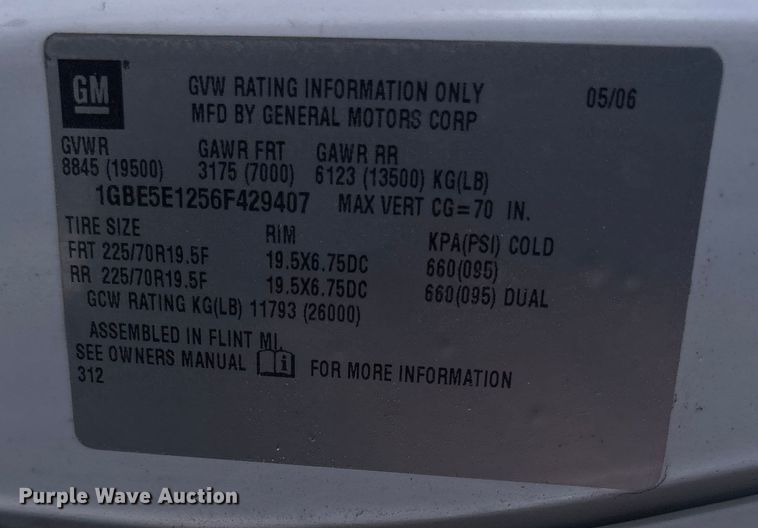 GM ®
GVW RATING INFORMATION ONLY 05/06
MFD BY GENERAL MOTORS CORP
GVWR GAWR FRT GAWR RR
8845 (19500) 3175 (7000) 6123 (13500) KG(LB)
1GBE5E1256F429407 MAX VERT CG=70 IN.
TIRE SIZE RIM KPA(PSI) COLD
FRT 225/70R19.5F 19.5X6.75DC 660(095)
RR 225/70R19.5F 19.5X6.75DC 660(095) DUAL
GCW RATING KG(LB) 11793 (26000)
ASSEMBLED IN FLINT MI.
SEE OWNERS MANUAL i FOR MORE INFORMATION
312
Purple Wave Auction